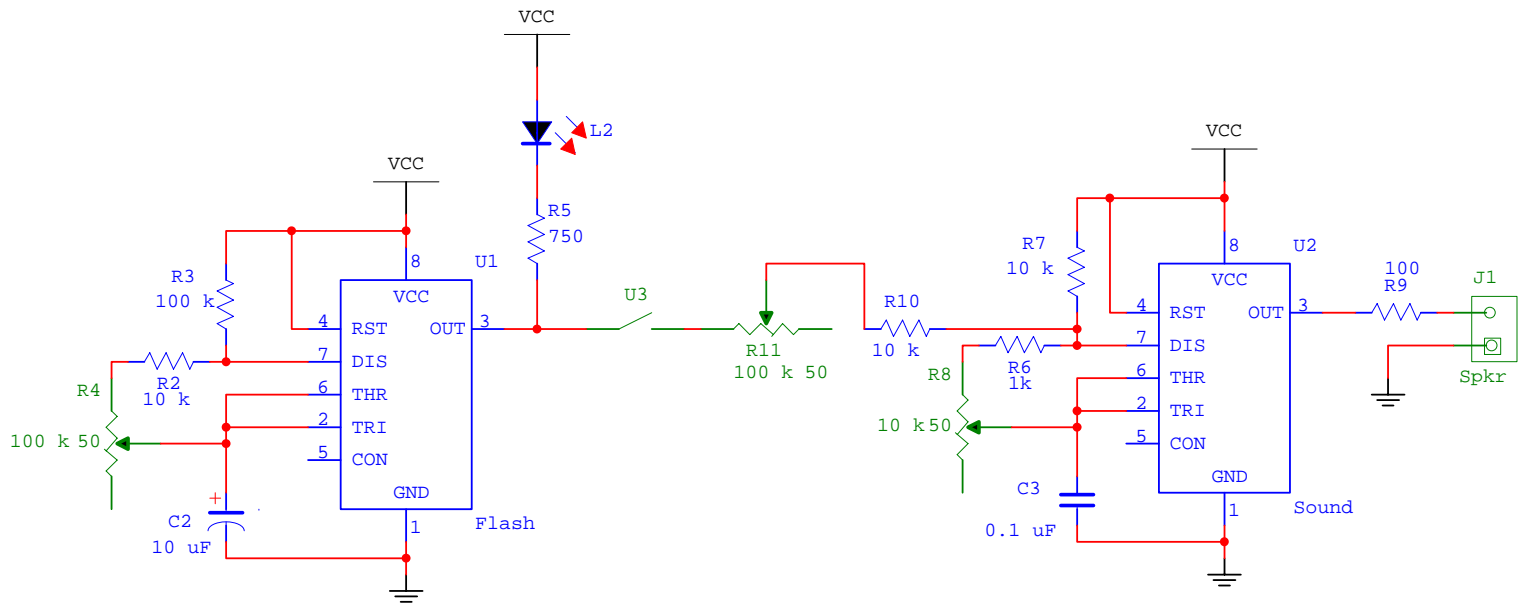 VCC
L2
R5
750
VCC
R3
100 k
R2
10 k
R4
100 k 50
+
C2
10 uF
U1
8
VCC
4 RST OUT 3
7 DIS
6 THR
2 TRI
5 CON
GND
1
Flash
U3
R11
100 k 50
R10
10 k
VCC
R7
10 k
R6
1k
R8
10 k 50
C3
0.1 uF
U2
8
VCC
4 RST OUT 3
7 DIS
6 THR
2 TRI
5 CON
GND
1
Sound
100
R9
J1
Spkr